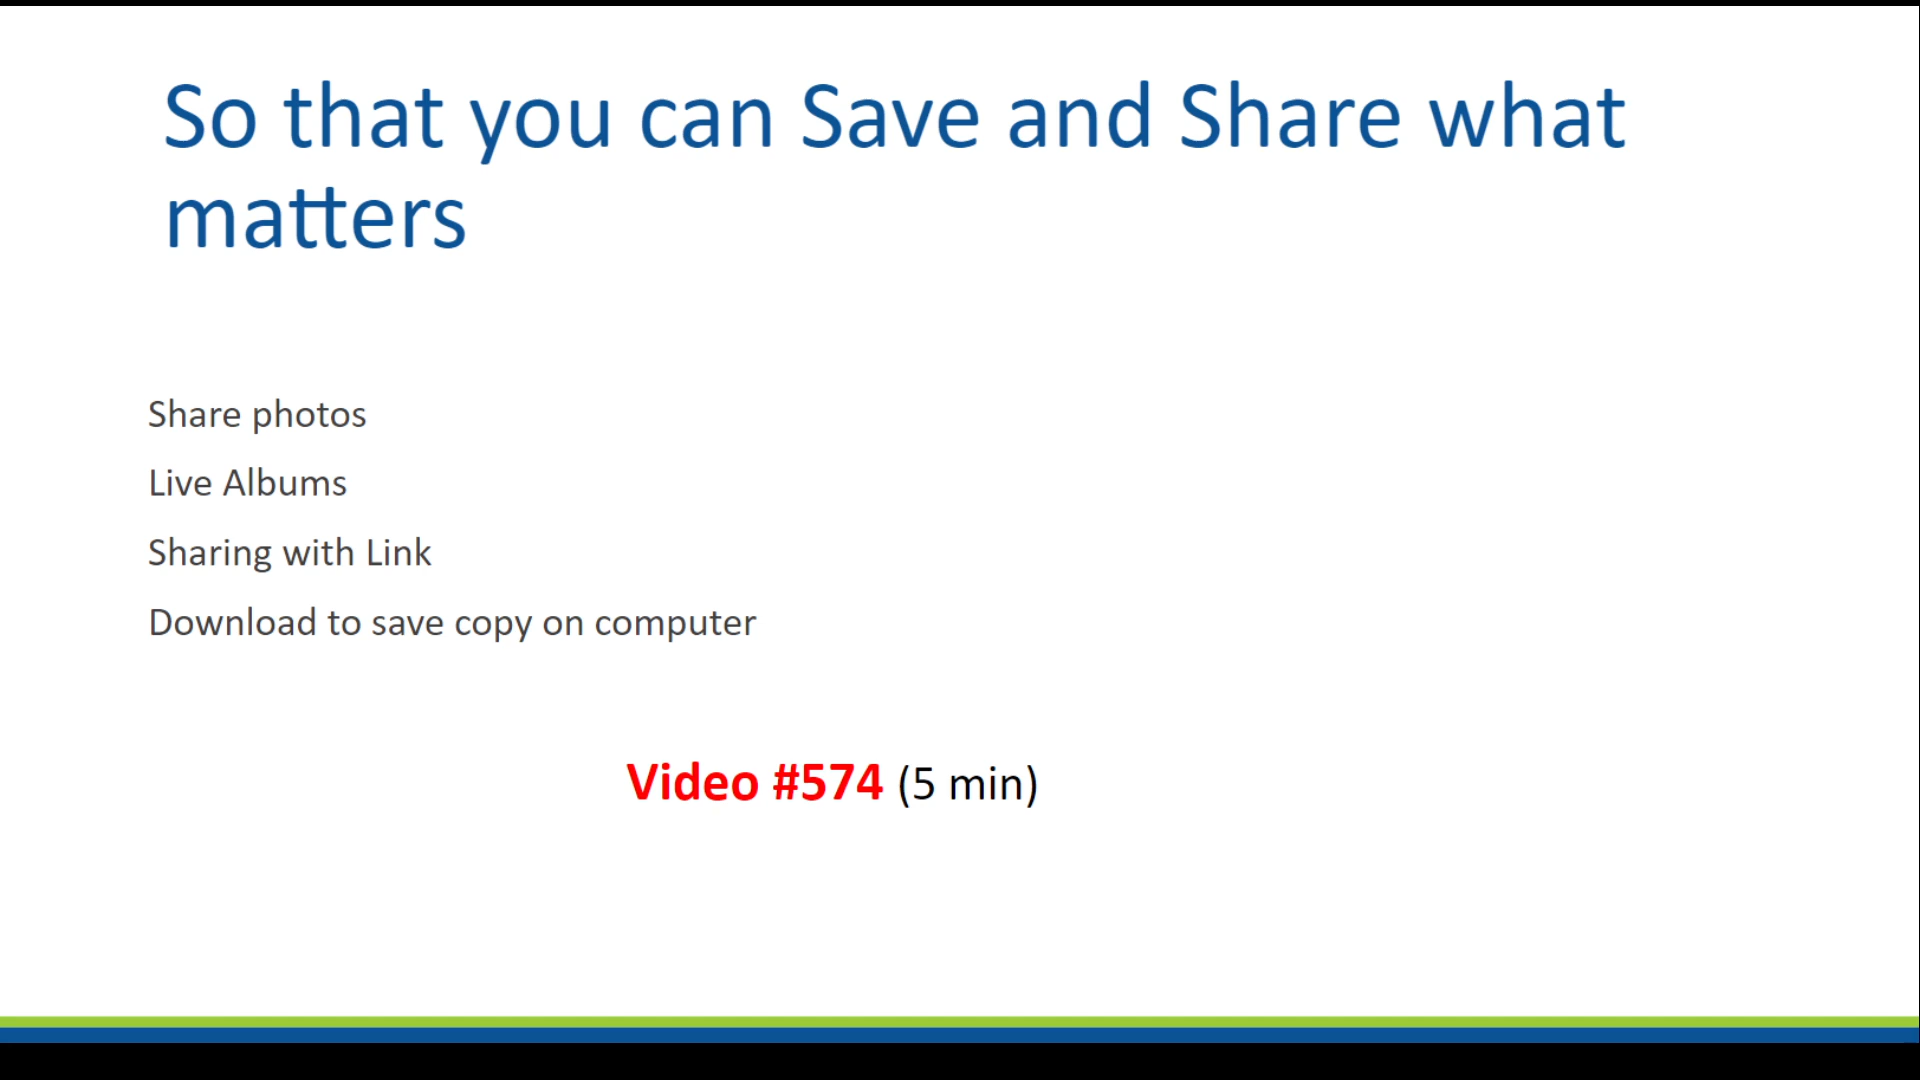 So that you can Save and Share what
matters
Share photos
Live Albums
Sharing with Link
Download to save copy on computer
Video #574 (5 min)